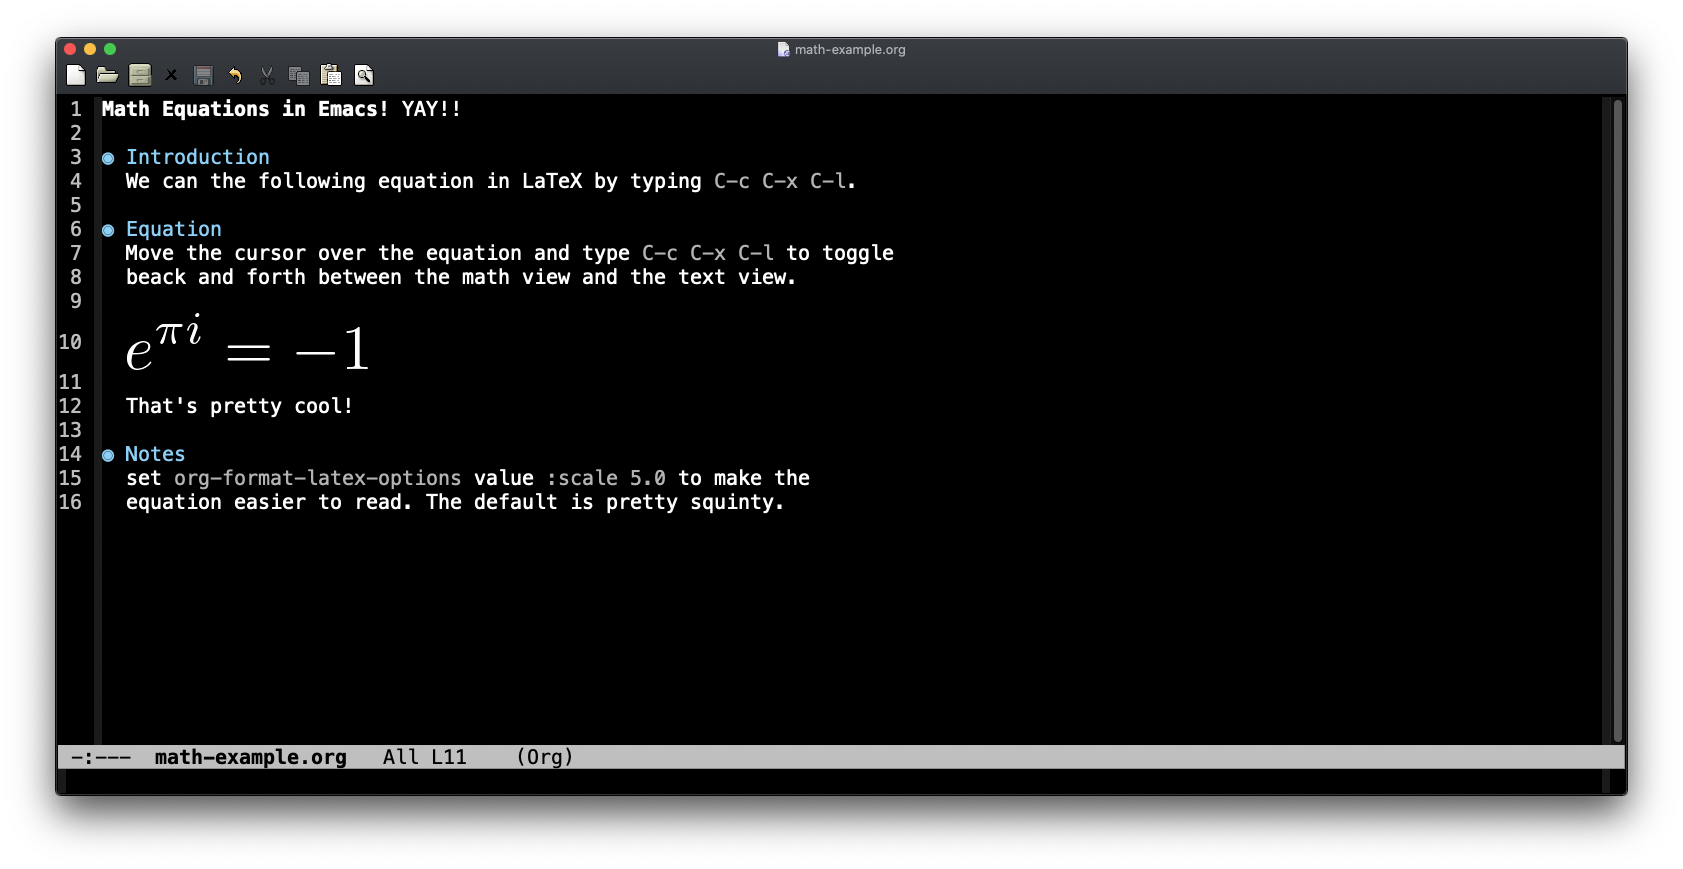 math-example.org
1 Math Equations in Emacs! YAY!!
2
3 ◉ Introduction
4 We can the following equation in LaTeX by typing C-c C-x C-l.
5
6 ◉ Equation
7 Move the cursor over the equation and type C-c C-x C-l to toggle
8 beack and forth between the math view and the text view.
9
10 e^{πi} = −1
11
12 That's pretty cool!
13
14 ◉ Notes
15 set org-format-latex-options value :scale 5.0 to make the
16 equation easier to read. The default is pretty squinty.
-:--- math-example.org All L11 (Org)